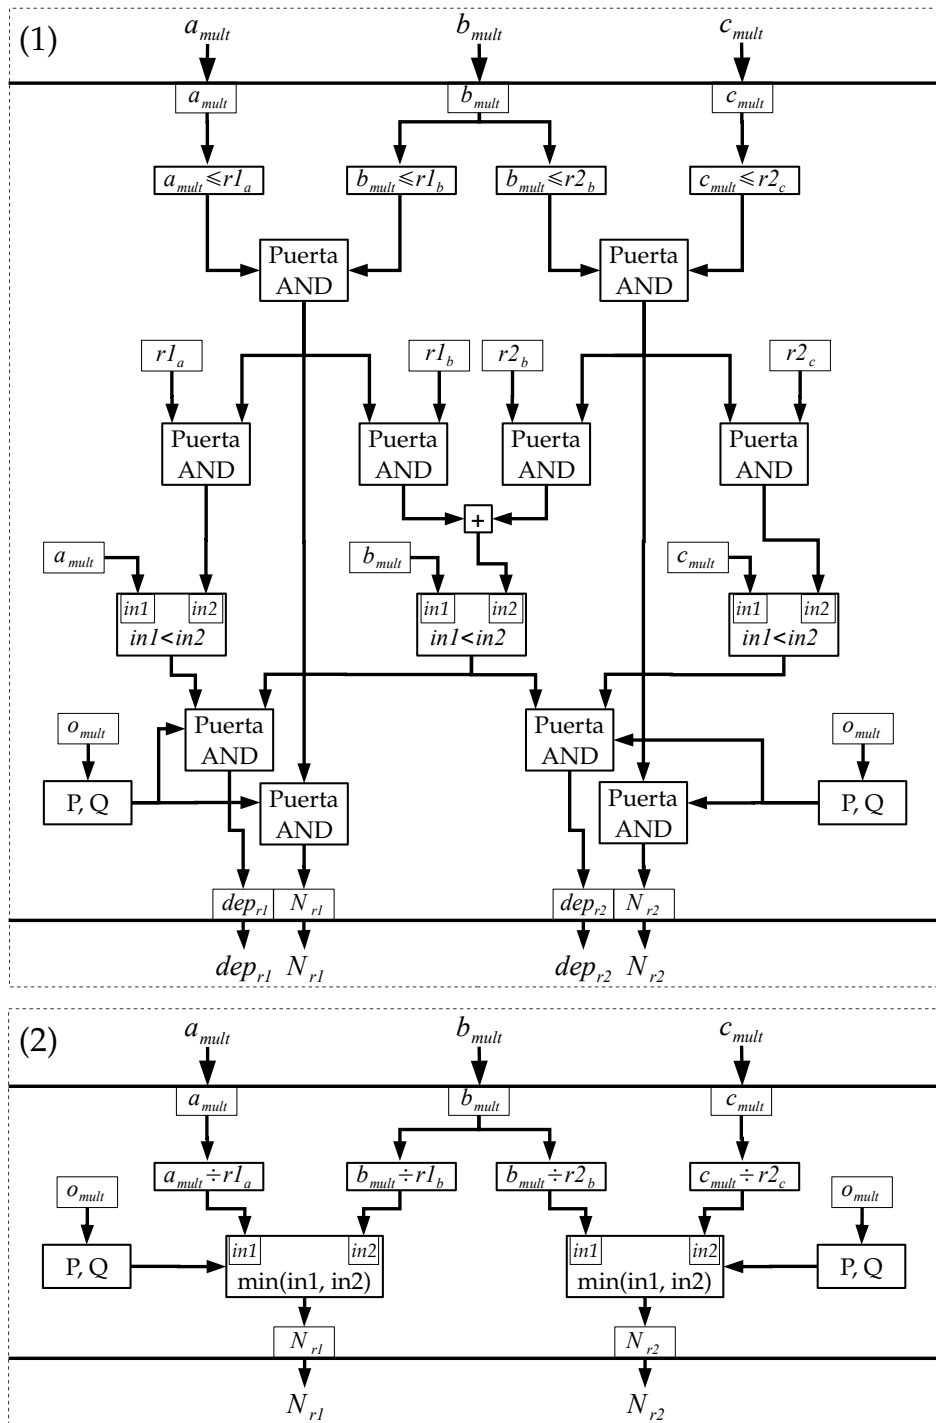 (1)
a_mult b_mult c_mult
a_mult b_mult c_mult
a_mult≤r1_a b_mult≤r1_b b_mult≤r2_b c_mult≤r2_c
Puerta AND Puerta AND
r1_a r1_b r2_b r2_c
Puerta AND Puerta AND Puerta AND Puerta AND
+
a_mult b_mult c_mult
in1 in2 in1 in2 in1 in2
in1<in2 in1<in2 in1<in2
o_mult Puerta AND Puerta AND o_mult
P, Q Puerta AND Puerta AND P, Q
dep_r1 N_r1 dep_r2 N_r2
dep_r1 N_r1 dep_r2 N_r2
(2)
a_mult b_mult c_mult
a_mult b_mult c_mult
a_mult÷r1_a b_mult÷r1_b b_mult÷r2_b c_mult÷r2_c
o_mult o_mult
in1 in2 in1 in2
P, Q min(in1, in2) min(in1, in2) P, Q
N_r1 N_r2
N_r1 N_r2